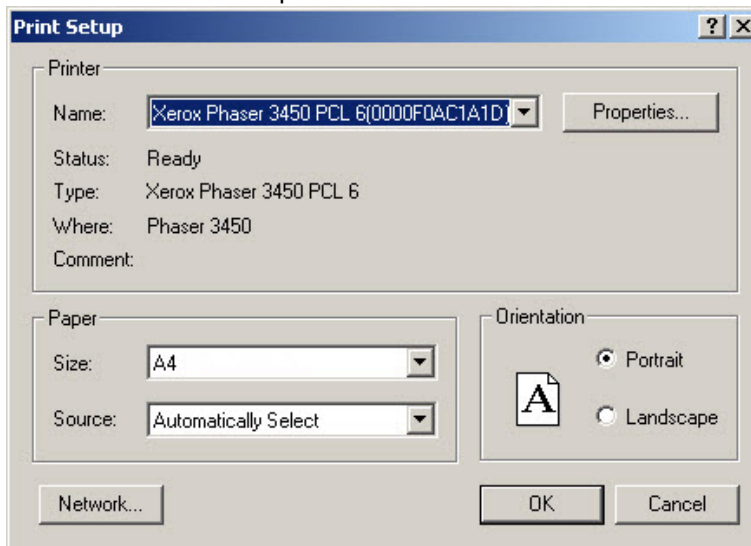 Print Setup
Printer
Name: Xerox Phaser 3450 PCL 6(0000F0AC1A1D) Properties...
Status: Ready
Type: Xerox Phaser 3450 PCL 6
Where: Phaser 3450
Comment:
Paper
Size: A4
Source: Automatically Select
Orientation
A
Portrait
Landscape
Network... OK Cancel